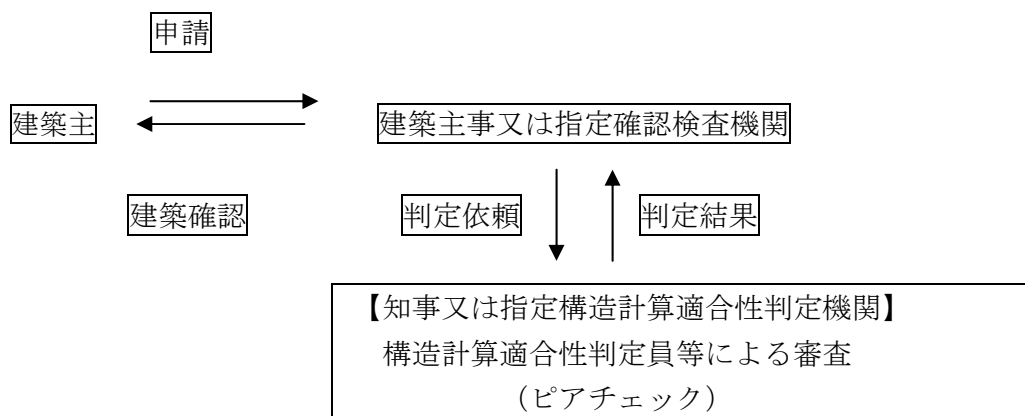 申請
建築主
建築主事又は指定確認検査機関
建築確認
判定依頼
判定結果
【知事又は指定構造計算適合性判定機関】
構造計算適合性判定員等による審査
（ピアチェック）